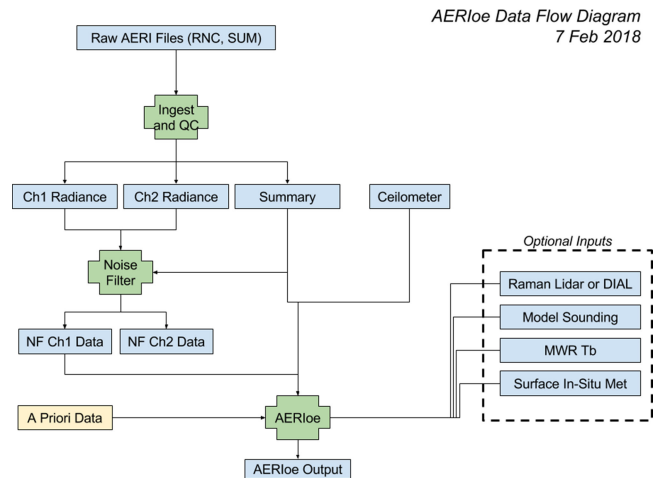 AERIoe Data Flow Diagram
7 Feb 2018
Raw AERI Files (RNC, SUM)
Ingest
and QC
Ch1 Radiance
Ch2 Radiance
Summary
Ceilometer
Noise
Filter
Optional Inputs
Raman Lidar or DIAL
Model Sounding
MWR Tb
Surface In-Situ Met
NF Ch1 Data
NF Ch2 Data
A Priori Data
AERIoe
AERIoe Output